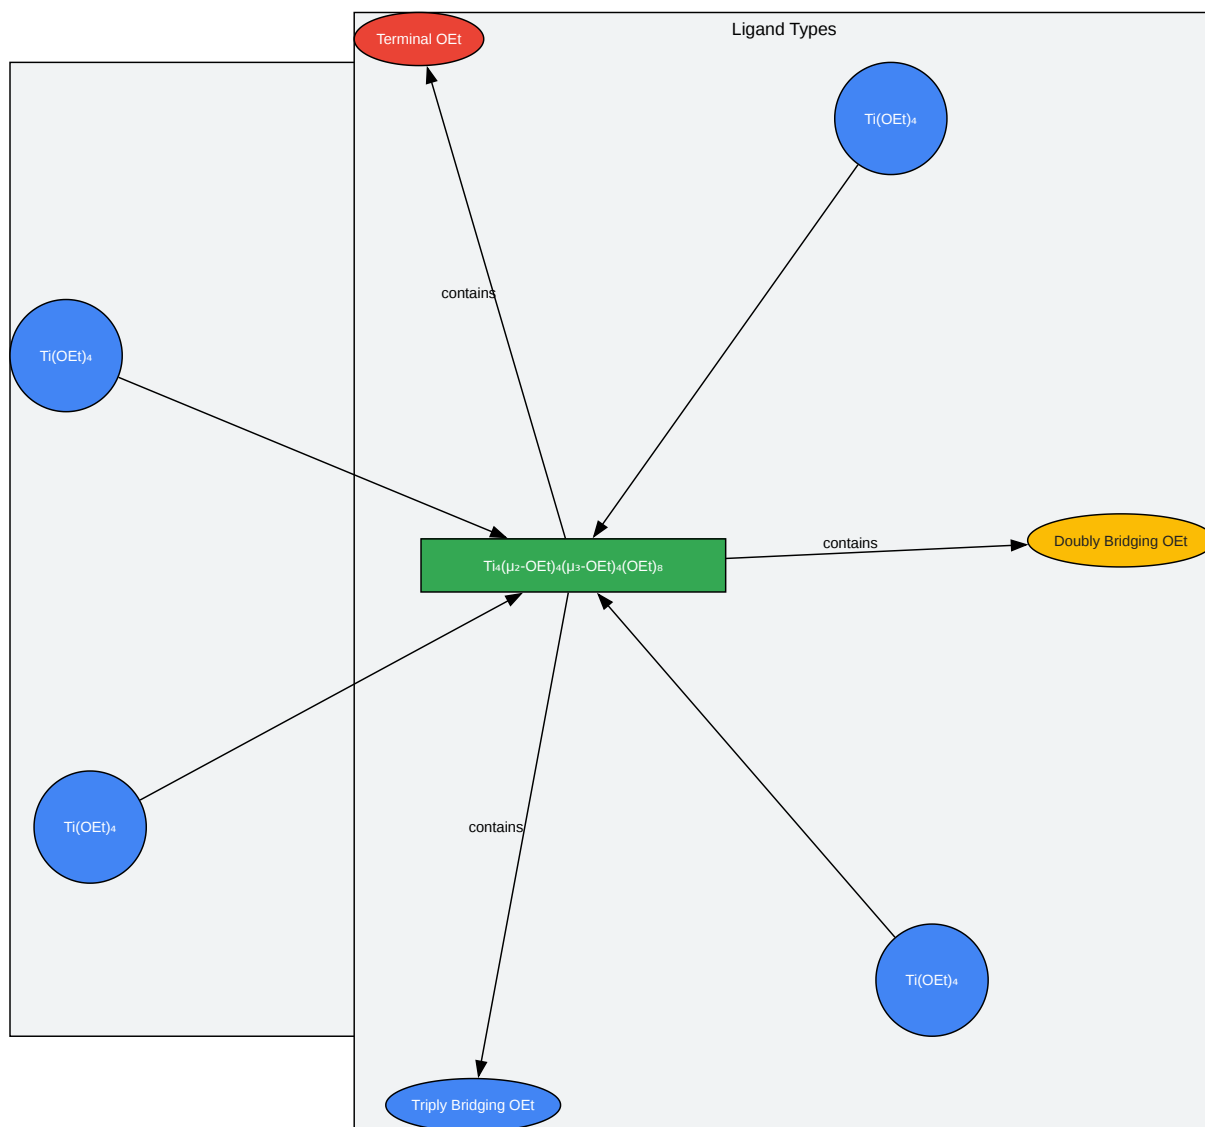 Terminal OEt
Ligand Types
Ti(OEt)₄
contains
Ti(OEt)₄
contains
Doubly Bridging OEt
Ti₄(μ₂-OEt)₄(μ₃-OEt)₄(OEt)₈
contains
Ti(OEt)₄
Ti(OEt)₄
Triply Bridging OEt